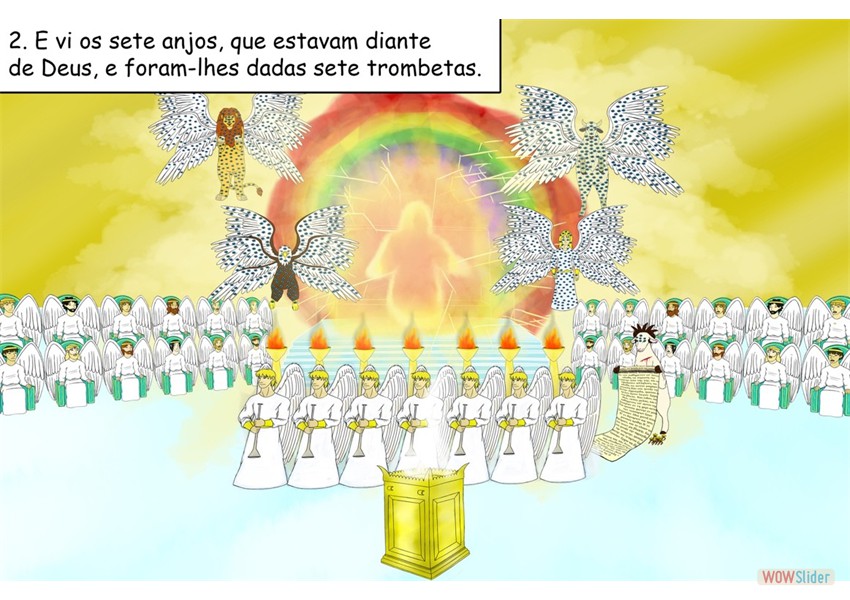 2. E vi os sete anjos, que estavam diante
de Deus, e foram-lhes dadas sete trombetas.
WOWSlider